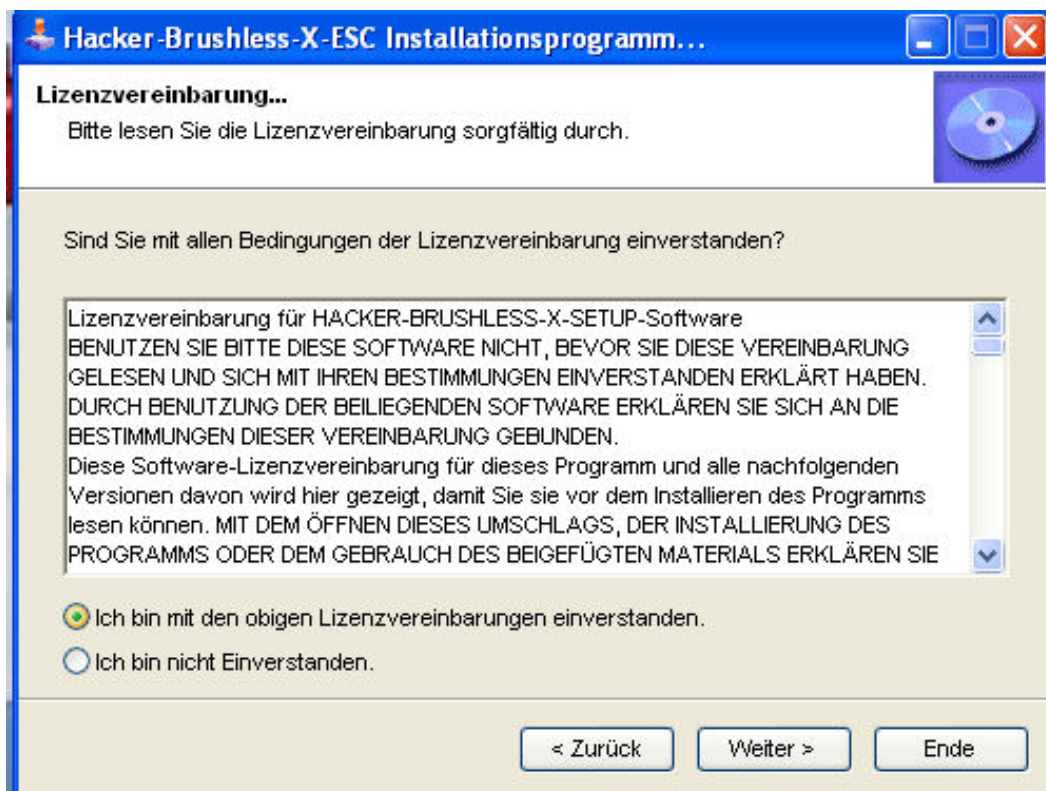 Hacker-Brushless-X-ESC Installationsprogramm...
Lizenzvereinbarung...
Bitte lesen Sie die Lizenzvereinbarung sorgfältig durch.
Sind Sie mit allen Bedingungen der Lizenzvereinbarung einverstanden?
Lizenzvereinbarung für HACKER-BRUSHLESS-X-SETUP-Software
BENUTZEN SIE BITTE DIESE SOFTWARE NICHT, BEVOR SIE DIESE VEREINBARUNG
GELESEN UND SICH MIT IHREN BESTIMMUNGEN EINVERSTANDEN ERKLÄRT HABEN.
DURCH BENUTZUNG DER BEILIEGENDEN SOFTWARE ERKLÄREN SIE SICH AN DIE
BESTIMMUNGEN DIESER VEREINBARUNG GEBUNDEN.
Diese Software-Lizenzvereinbarung für dieses Programm und alle nachfolgenden
Versionen davon wird hier gezeigt, damit Sie sie vor dem Installieren des Programms
lesen können. MIT DEM ÖFFNEN DIESES UMSCHLAGS, DER INSTALLIERUNG DES
PROGRAMMS ODER DEM GEBRAUCH DES BEIGEFÜGTEN MATERIALS ERKLÄREN SIE
Ich bin mit den obigen Lizenzvereinbarungen einverstanden.
Ich bin nicht Einverstanden.
< Zurück
Weiter >
Ende